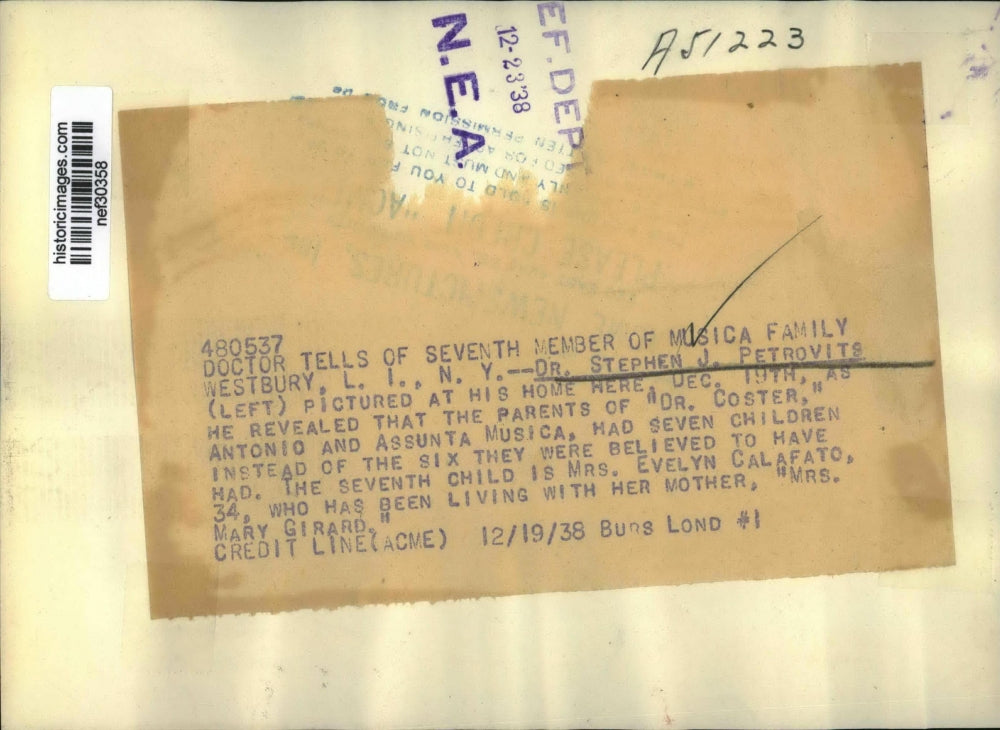 A51223
EF.DEPT
12-23'38
N.E.A.
historicimages.com
nef30358
480537
DOCTOR TELLS OF SEVENTH MEMBER OF MUSICA FAMILY
WESTBURY, L. I., N. Y.--DR. STEPHEN J. PETROVITS
(LEFT) PICTURED AT HIS HOME HERE, DEC. 19TH, AS
HE REVEALED THAT THE PARENTS OF "DR. COSTER,"
ANTONIO AND ASSUNTA MUSICA, HAD SEVEN CHILDREN
INSTEAD OF THE SIX THEY WERE BELIEVED TO HAVE
HAD. THE SEVENTH CHILD IS MRS. EVELYN CALAFATO,
34, WHO HAS BEEN LIVING WITH HER MOTHER, "MRS.
MARY GIRARD."
CREDIT LINE(ACME) 12/19/38 BURS LOND #1